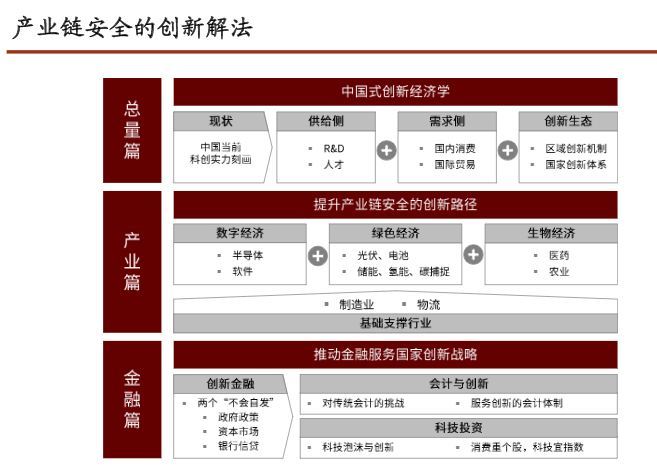 产业链安全的创新解法
总量篇
中国式创新经济学
现状
中国当前
科创实力刻画
供给侧
R&D
人才
需求侧
国内消费
国际贸易
创新生态
区域创新机制
国家创新体系
产业篇
提升产业链安全的创新路径
数字经济
半导体
软件
绿色经济
光伏、电池
储能、氢能、碳捕捉
生物经济
医药
农业
制造业 物流
基础支撑行业
金融篇
推动金融服务国家创新战略
创新金融
两个“不会自发”
政府政策
资本市场
银行信贷
会计与创新
对传统会计的挑战 服务创新的会计体制
科技投资
科技泡沫与创新 消费重个股，科技宜指数